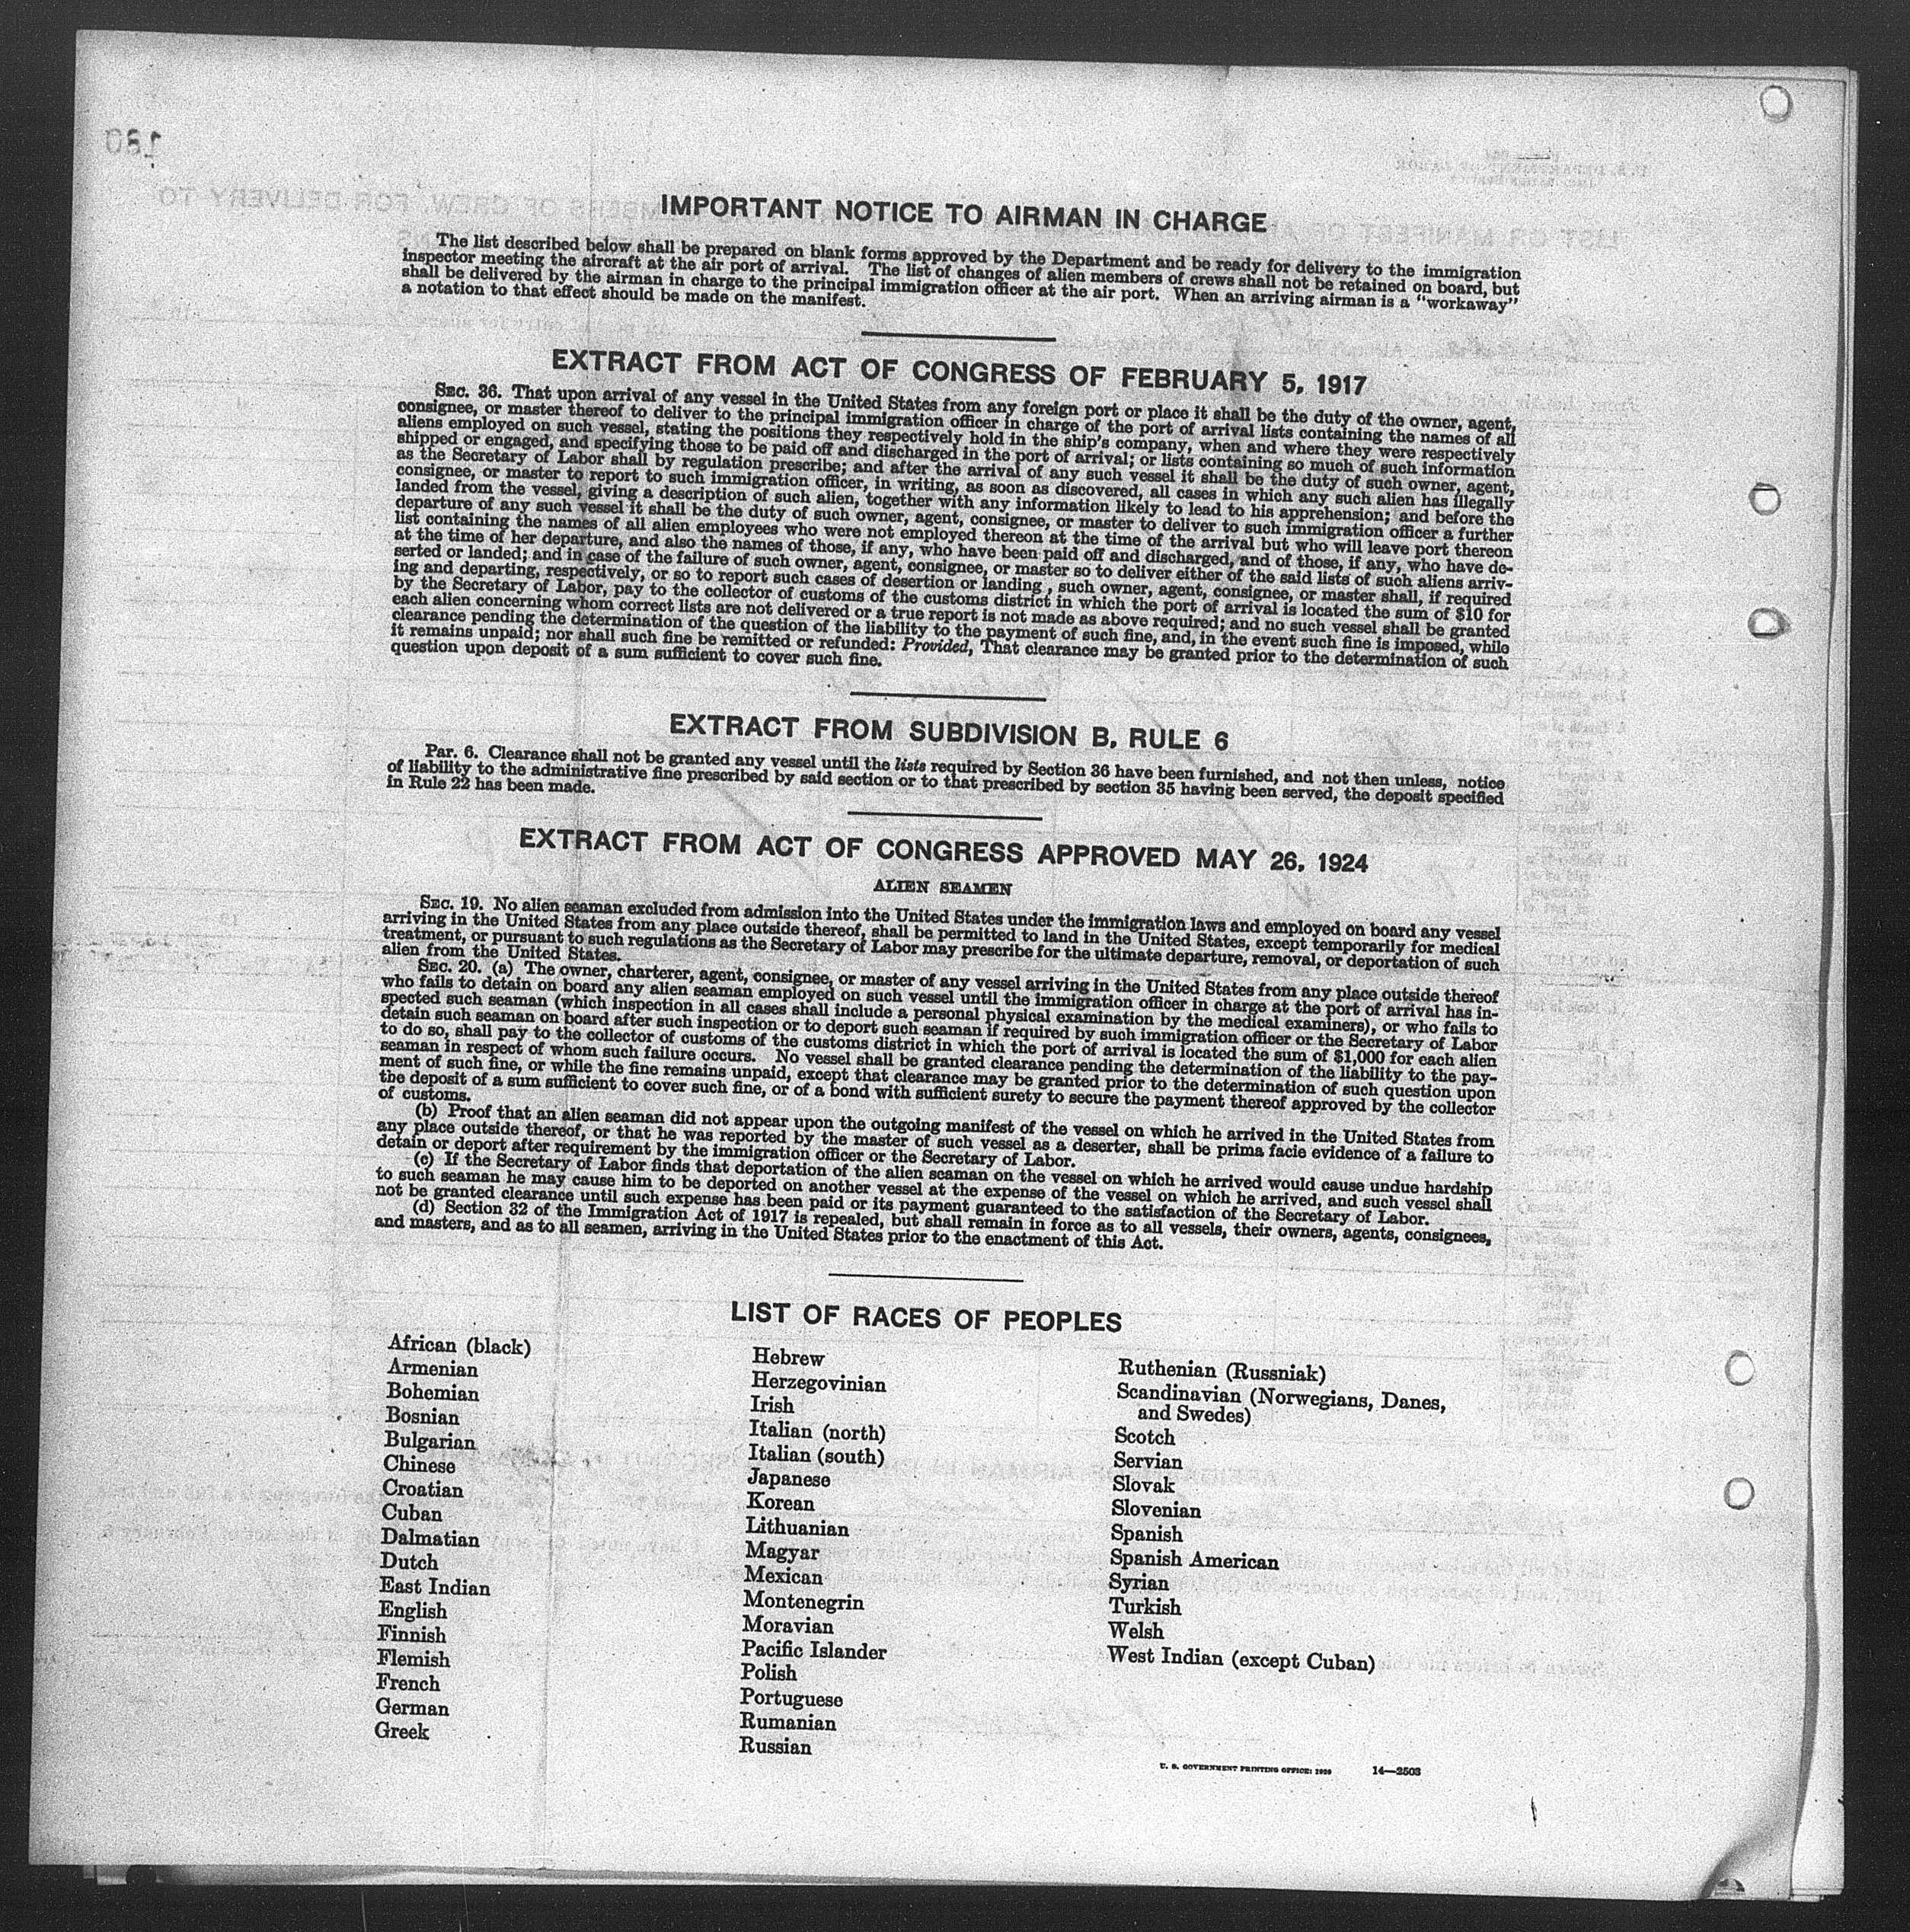 IMPORTANT NOTICE TO AIRMAN IN CHARGE
The list described below shall be prepared on blank forms approved by the Department and be ready for delivery to the immigration
inspector meeting the aircraft at the air port of arrival. The list of changes of alien members of crews shall not be retained on board, but
shall be delivered by the airman in charge to the principal immigration officer at the air port. When an arriving airman is a "workaway"
a notation to that effect should be made on the manifest.
EXTRACT FROM ACT OF CONGRESS OF FEBRUARY 5, 1917
SEC. 36. That upon arrival of any vessel in the United States from any foreign port or place it shall be the duty of the owner, agent,
consignee, or master thereof to deliver to the principal immigration officer in charge of the port of arrival lists containing the names of all
aliens employed on such vessel, stating the positions they respectively hold in the ship's company, when and where they were respectively
shipped or engaged, and specifying those to be paid off and discharged in the port of arrival; or lists containing so much of such information
as the Secretary of Labor shall by regulation prescribe; and after the arrival of any such vessel it shall be the duty of such owner, agent,
consignee, or master to report to such immigration officer, in writing, as soon as discovered, all cases in which any such alien has illegally
landed from the vessel, giving a description of such alien, together with any information likely to lead to his apprehension; and before the
departure of any such vessel it shall be the duty of such owner, agent, consignee, or master to deliver to such immigration officer a further
list containing the names of all alien employees who were not employed thereon at the time of the arrival but who will leave port thereon
at the time of her departure, and also the names of those, if any, who have been paid off and discharged, and of those, if any, who have de-
serted or landed; and in case of the failure of such owner, agent, consignee, or master so to deliver either of the said lists of such aliens arriv-
ing and departing, respectively, or so to report such cases of desertion or landing, such owner, agent, consignee, or master shall, if required
by the Secretary of Labor, pay to the collector of customs of the customs district in which the port of arrival is located the sum of $10 for
each alien concerning whom correct lists are not delivered or a true report is not made as above required; and no such vessel shall be granted
clearance pending the determination of the question of the liability to the payment of such fine, and, in the event such fine is imposed, while
it remains unpaid; nor shall such fine be remitted or refunded: Provided, That clearance may be granted prior to the determination of such
question upon deposit of a sum sufficient to cover such fine.
EXTRACT FROM SUBDIVISION B, RULE 6
Par. 6. Clearance shall not be granted any vessel until the lists required by Section 36 have been furnished, and not then unless, notice
of liability to the administrative fine prescribed by said section or to that prescribed by section 35 having been served, the deposit specified
in Rule 22 has been made.
EXTRACT FROM ACT OF CONGRESS APPROVED MAY 26, 1924
ALIEN SEAMEN
SEC. 19. No alien seaman excluded from admission into the United States under the immigration laws and employed on board any vessel
arriving in the United States from any place outside thereof, shall be permitted to land in the United States, except temporarily for medical
treatment, or pursuant to such regulations as the Secretary of Labor may prescribe for the ultimate departure, removal, or deportation of such
alien from the United States.
SEC. 20. (a) The owner, charterer, agent, consignee, or master of any vessel arriving in the United States from any place outside thereof
who fails to detain on board any alien seaman employed on such vessel until the immigration officer in charge at the port of arrival has in-
spected such seaman (which inspection in all cases shall include a personal physical examination by the medical examiners), or who fails to
detain such seaman on board after such inspection or to deport such seaman if required by such immigration officer or the Secretary of Labor
to do so, shall pay to the collector of customs of the customs district in which the port of arrival is located the sum of $1,000 for each alien
seaman in respect of whom such failure occurs. No vessel shall be granted clearance pending the determination of the liability to the pay-
ment of such fine, or while the fine remains unpaid, except that clearance may be granted prior to the determination of such question upon
the deposit of a sum sufficient to cover such fine, or of a bond with sufficient surety to secure the payment thereof approved by the collector
of customs.
(b) Proof that an alien seaman did not appear upon the outgoing manifest of the vessel on which he arrived in the United States from
any place outside thereof, or that he was reported by the master of such vessel as a deserter, shall be prima facie evidence of a failure to
detain or deport after requirement by the immigration officer or the Secretary of Labor.
(c) If the Secretary of Labor finds that deportation of the alien seaman on the vessel on which he arrived would cause undue hardship
to such seaman he may cause him to be deported on another vessel at the expense of the vessel on which he arrived, and such vessel shall
not be granted clearance until such expense has been paid or its payment guaranteed to the satisfaction of the Secretary of Labor.
(d) Section 32 of the Immigration Act of 1917 is repealed, but shall remain in force as to all vessels, their owners, agents, consignees,
and masters, and as to all seamen, arriving in the United States prior to the enactment of this Act.
LIST OF RACES OF PEOPLES
African (black)
Armenian
Bohemian
Bosnian
Bulgarian
Chinese
Croatian
Cuban
Dalmatian
Dutch
East Indian
English
Finnish
Flemish
French
German
Greek
Hebrew
Herzegovinian
Irish
Italian (north)
Italian (south)
Japanese
Korean
Lithuanian
Magyar
Mexican
Montenegrin
Moravian
Pacific Islander
Polish
Portuguese
Rumanian
Russian
Ruthenian (Russniak)
Scandinavian (Norwegians, Danes,
and Swedes)
Scotch
Servian
Slovak
Slovenian
Spanish
Spanish American
Syrian
Turkish
Welsh
West Indian (except Cuban)
U. S. GOVERNMENT PRINTING OFFICE: 1929 14—2503